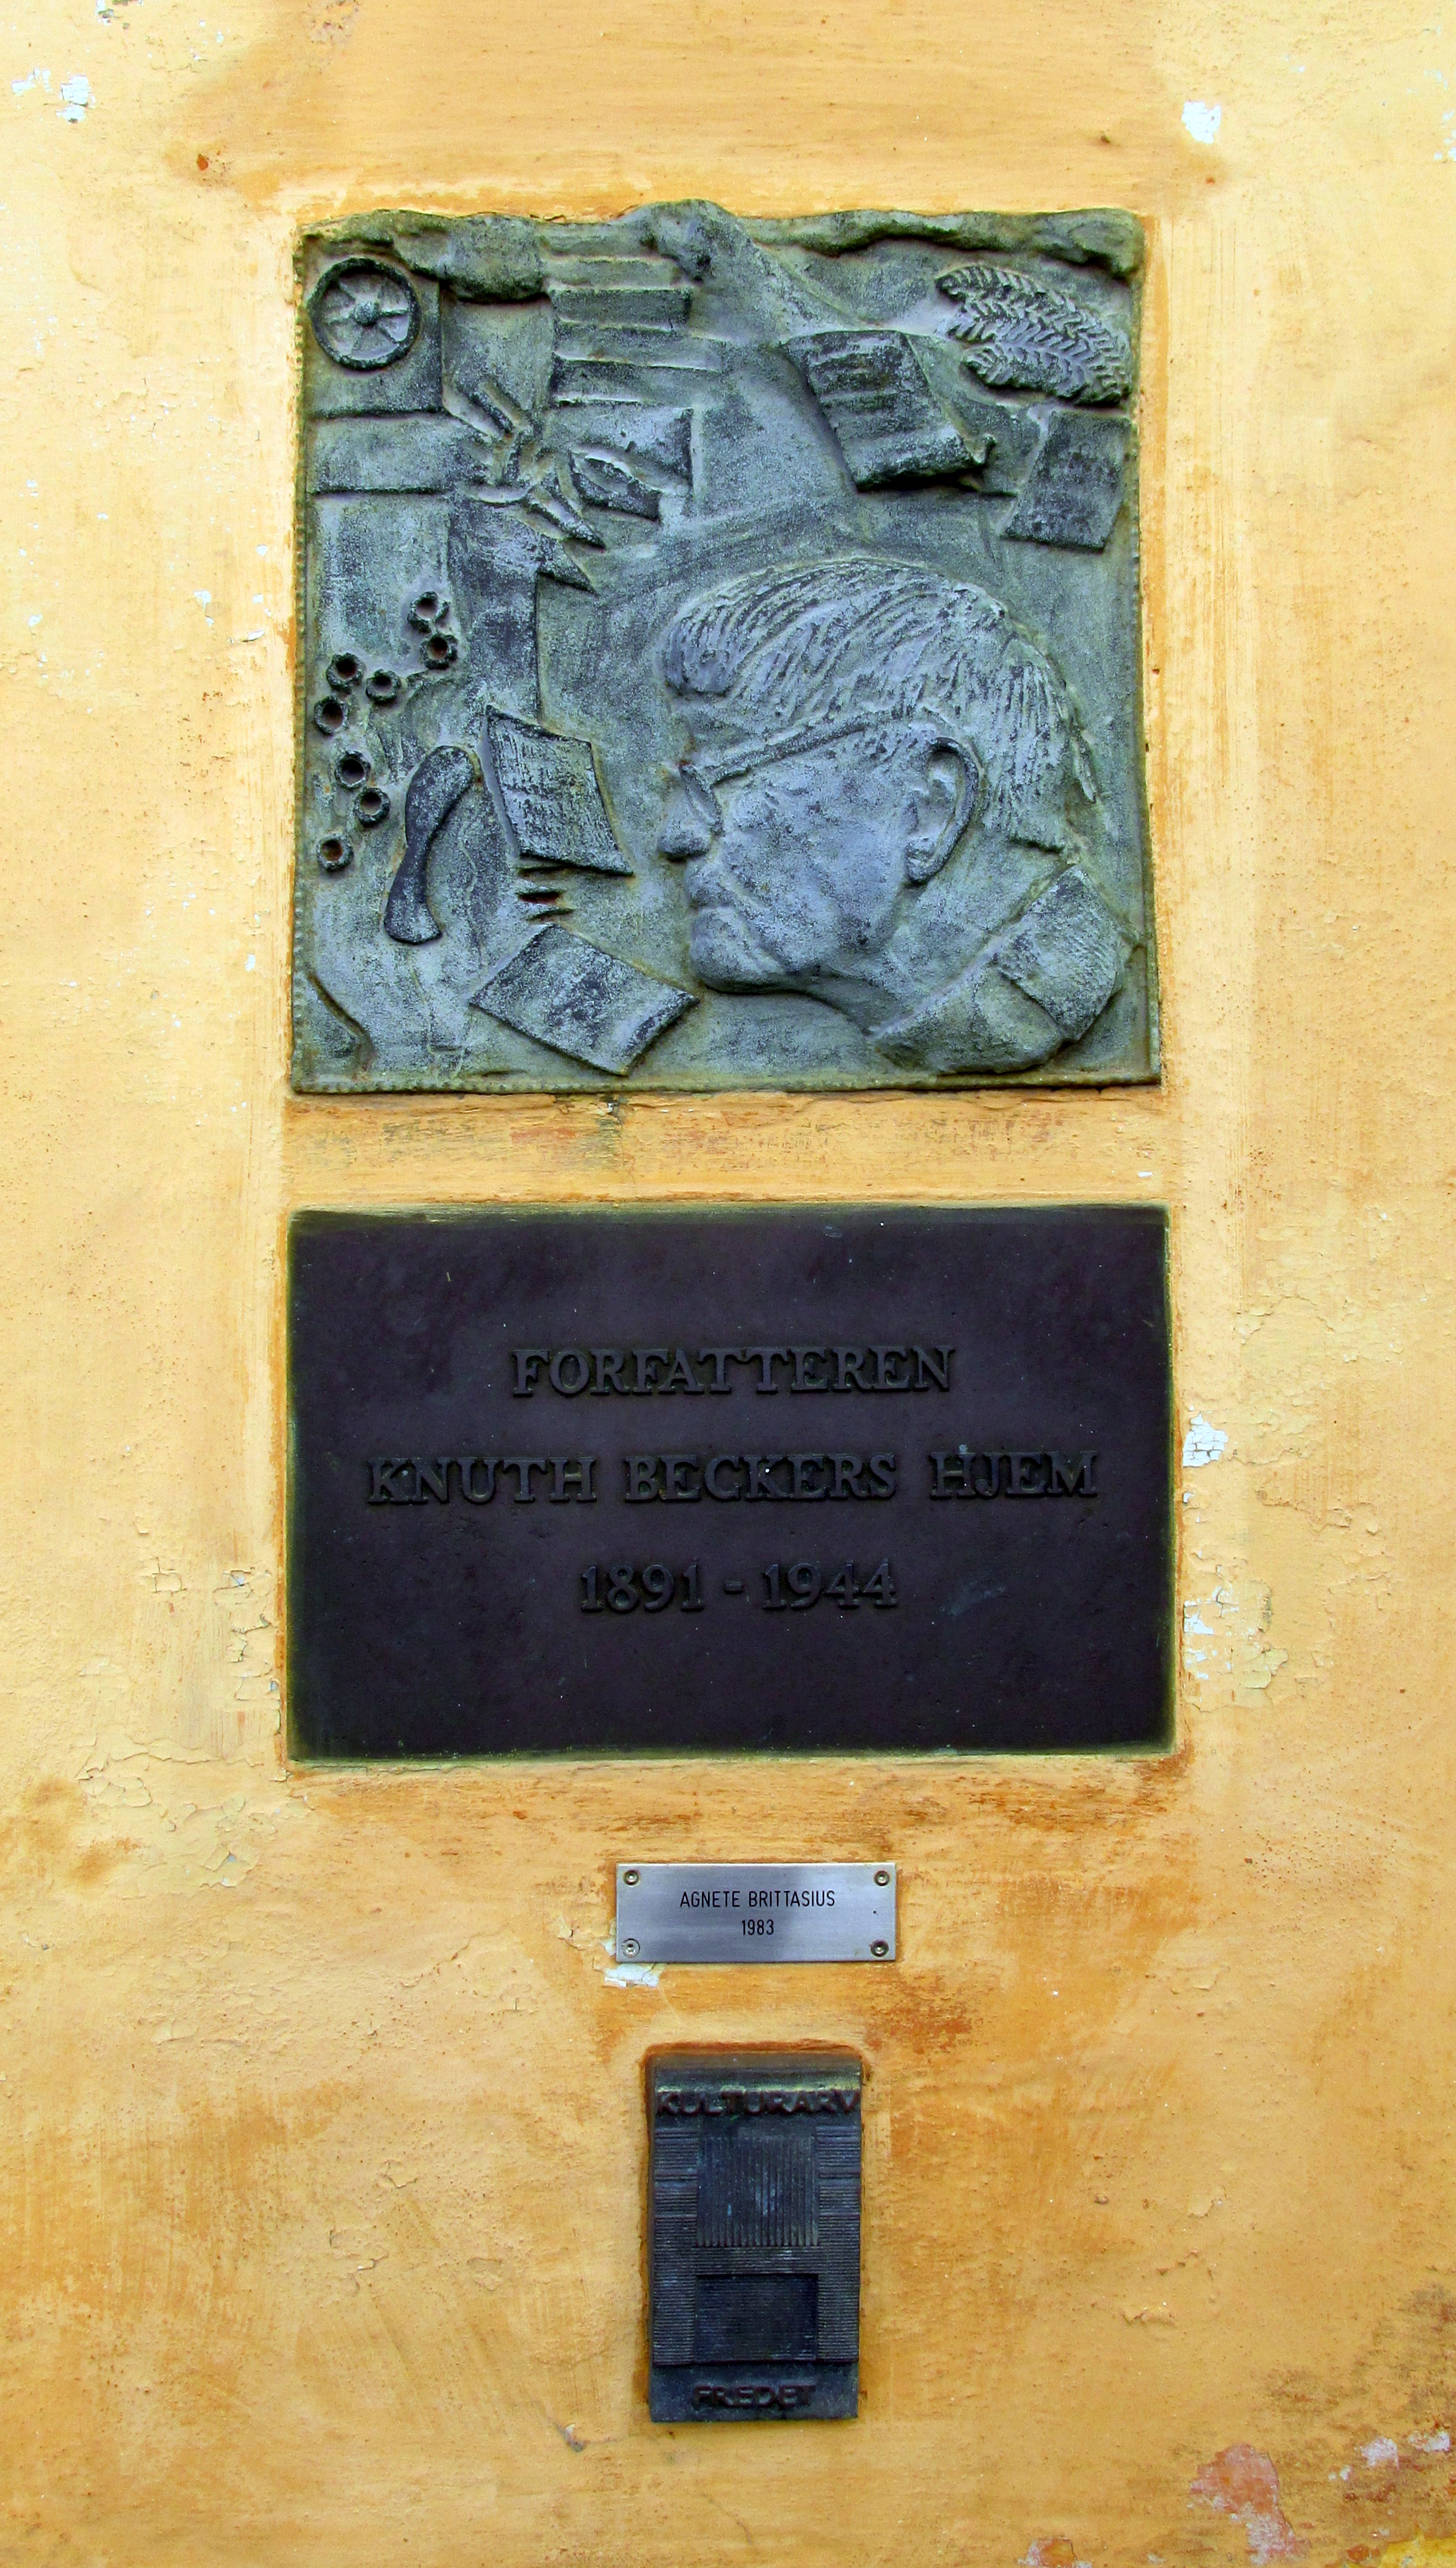 FORFATTEREN
KNUTH BECKERS HJEM
1891 - 1944
AGNETE BRITTASIUS
1983
KULTURARV
FREDET